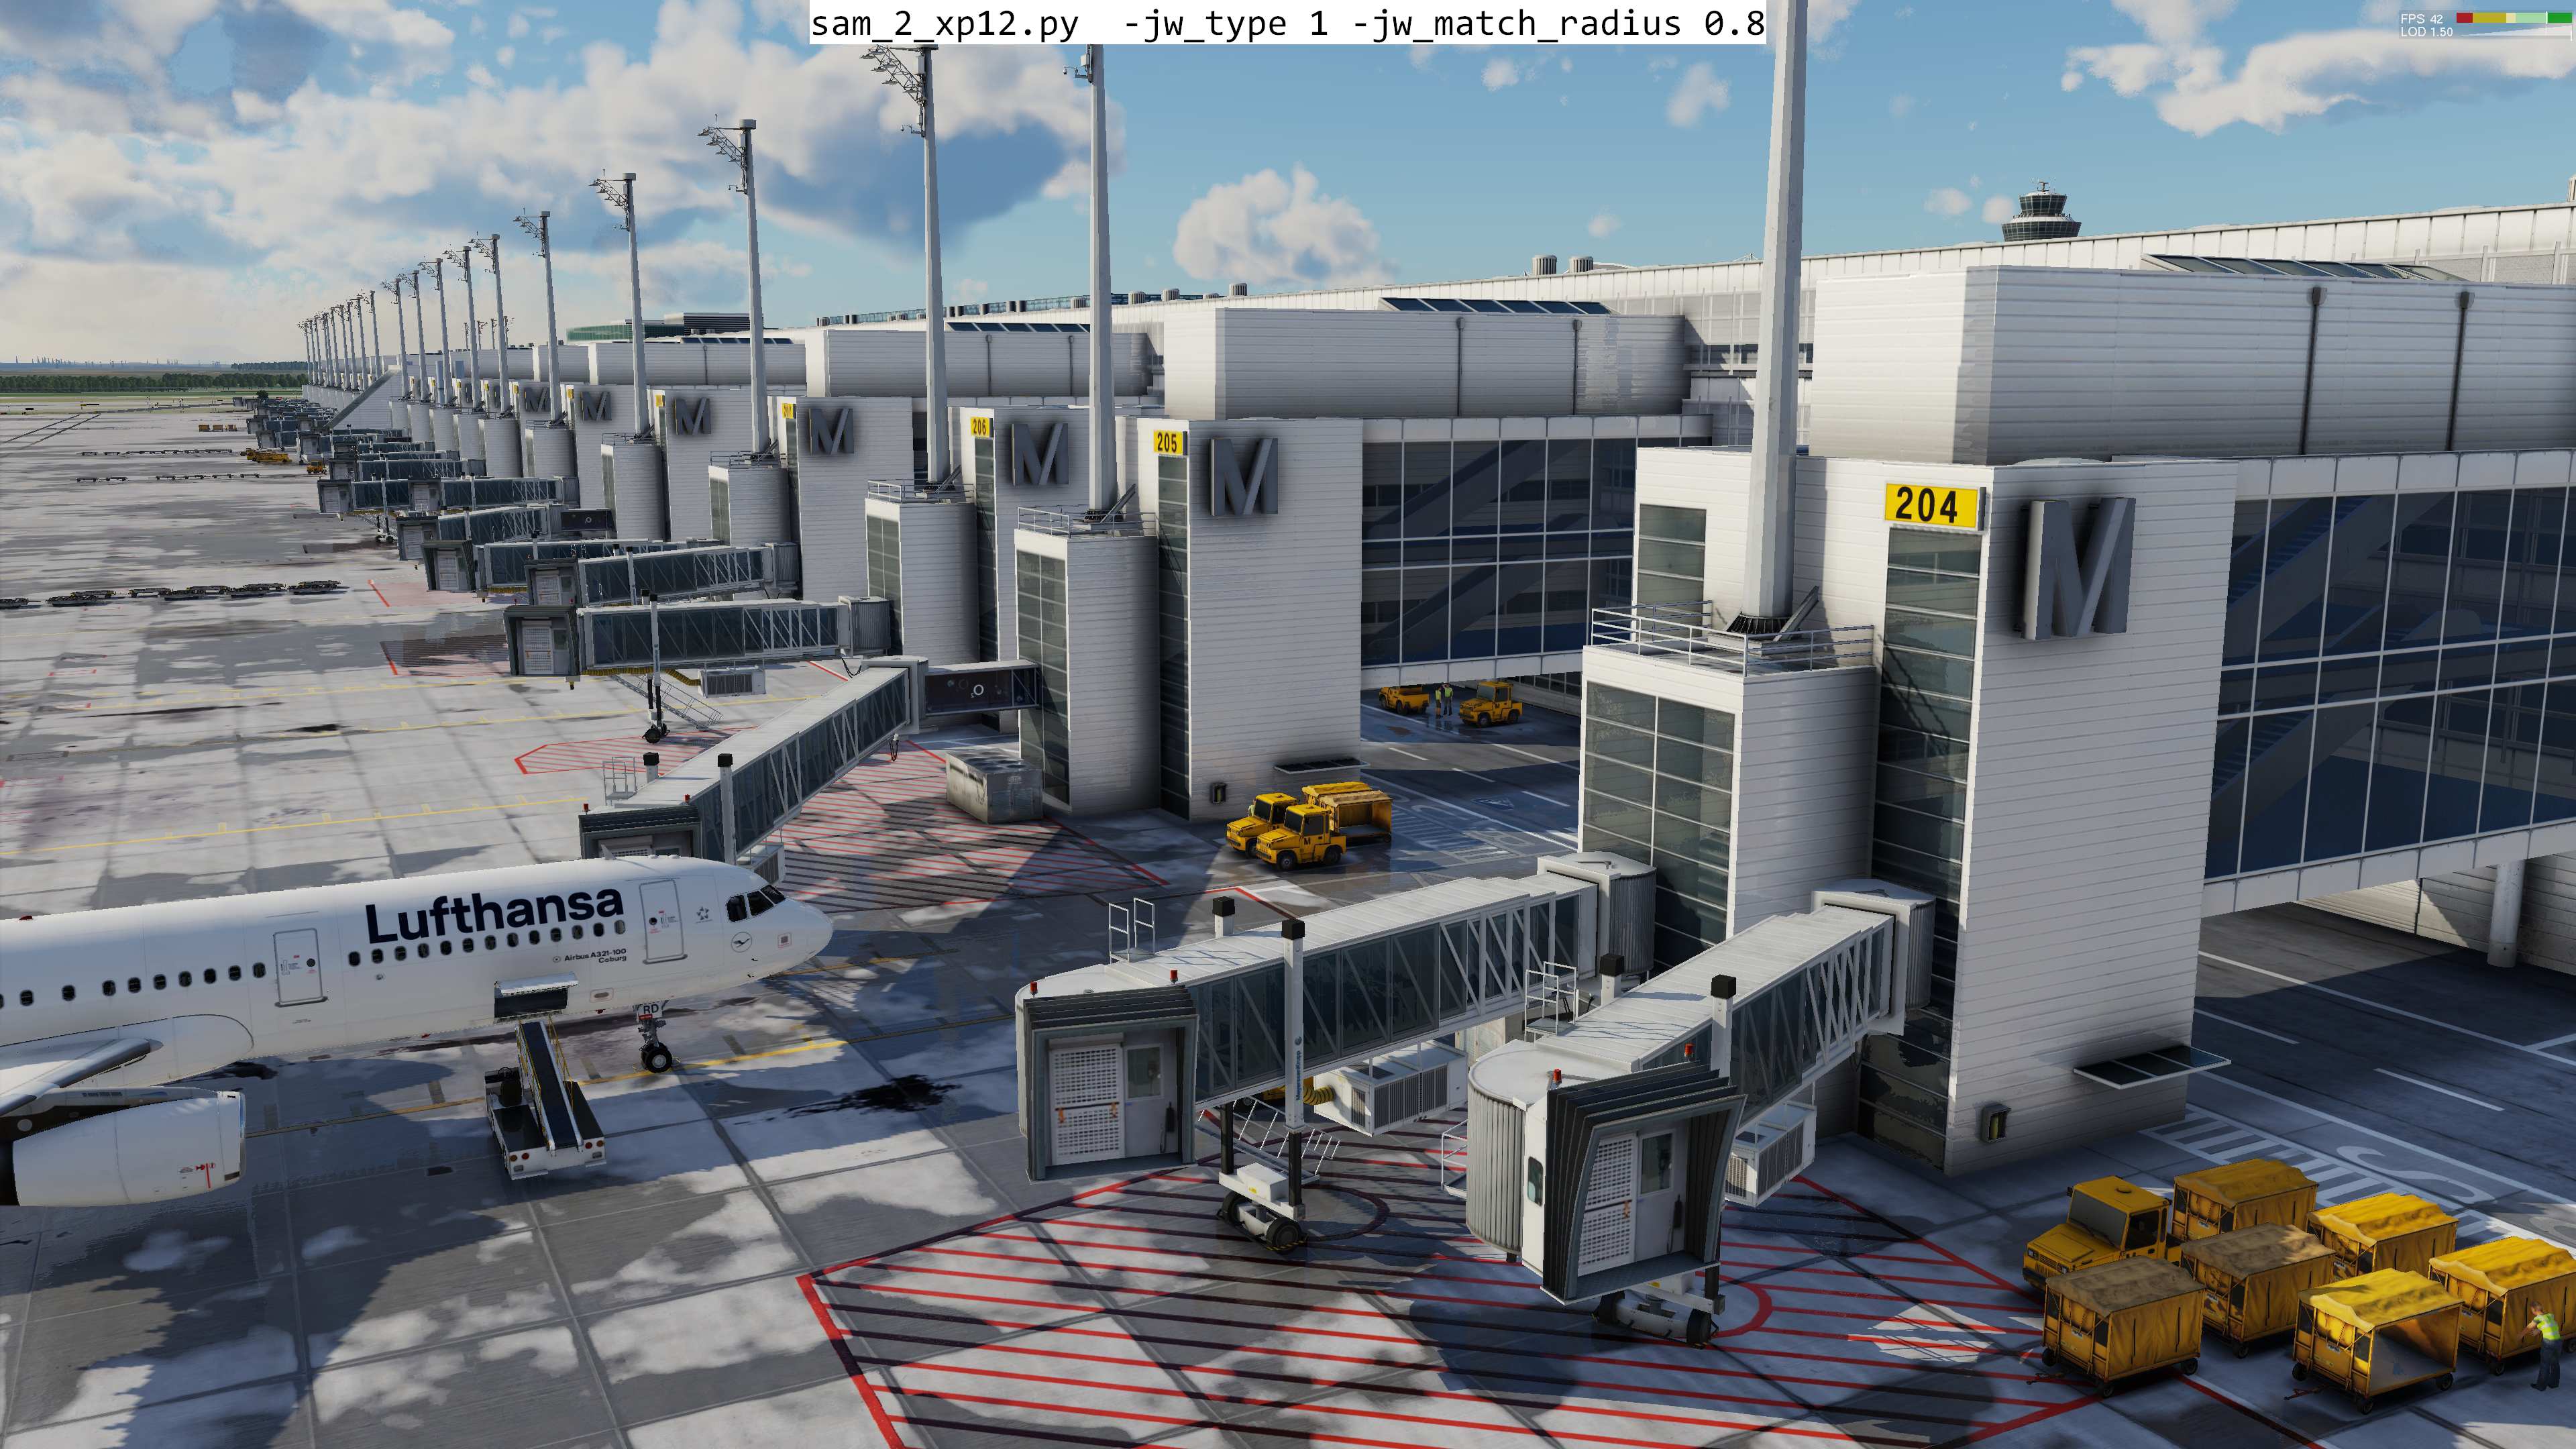 sam_2_xp12.py  -jw_type 1 -jw_match_radius 0.8
FPS 42
LOD 1.50
204
M
205
M
206
M
M
M
M
M
O
Lufthansa
Airbus A321-100
Coburg
RD